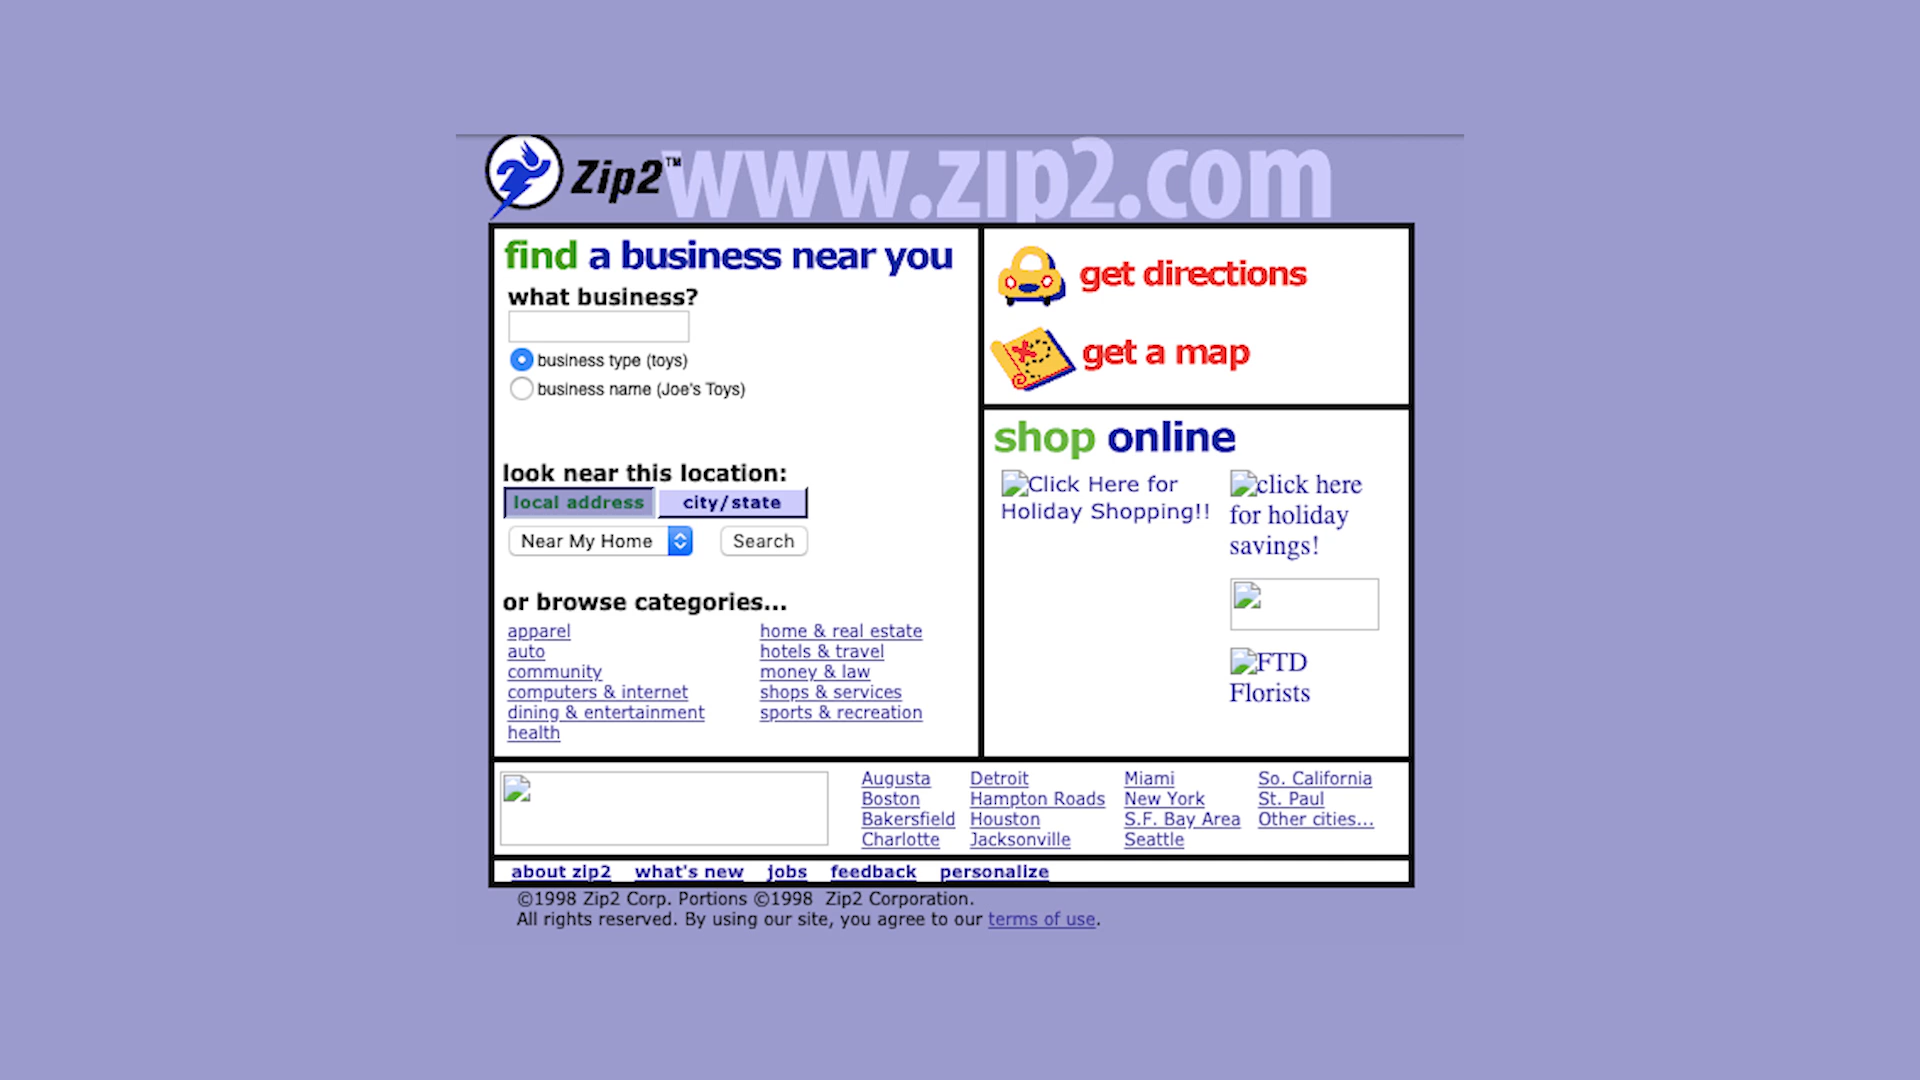 Zip2™ www.zip2.com
find a business near you
what business?
business type (toys)
business name (Joe's Toys)
look near this location:
local address city/state
Near My Home Search
or browse categories...
apparel
auto
community
computers & internet
dining & entertainment
health
home & real estate
hotels & travel
money & law
shops & services
sports & recreation
get directions
get a map
shop online
Click Here for
Holiday Shopping!!
click here
for holiday
savings!
FTD
Florists
Augusta
Boston
Bakersfield
Charlotte
Detroit
Hampton Roads
Houston
Jacksonville
Miami
New York
S.F. Bay Area
Seattle
So. California
St. Paul
Other cities...
about zip2 what's new jobs feedback personalize
©1998 Zip2 Corp. Portions ©1998 Zip2 Corporation.
All rights reserved. By using our site, you agree to our terms of use.